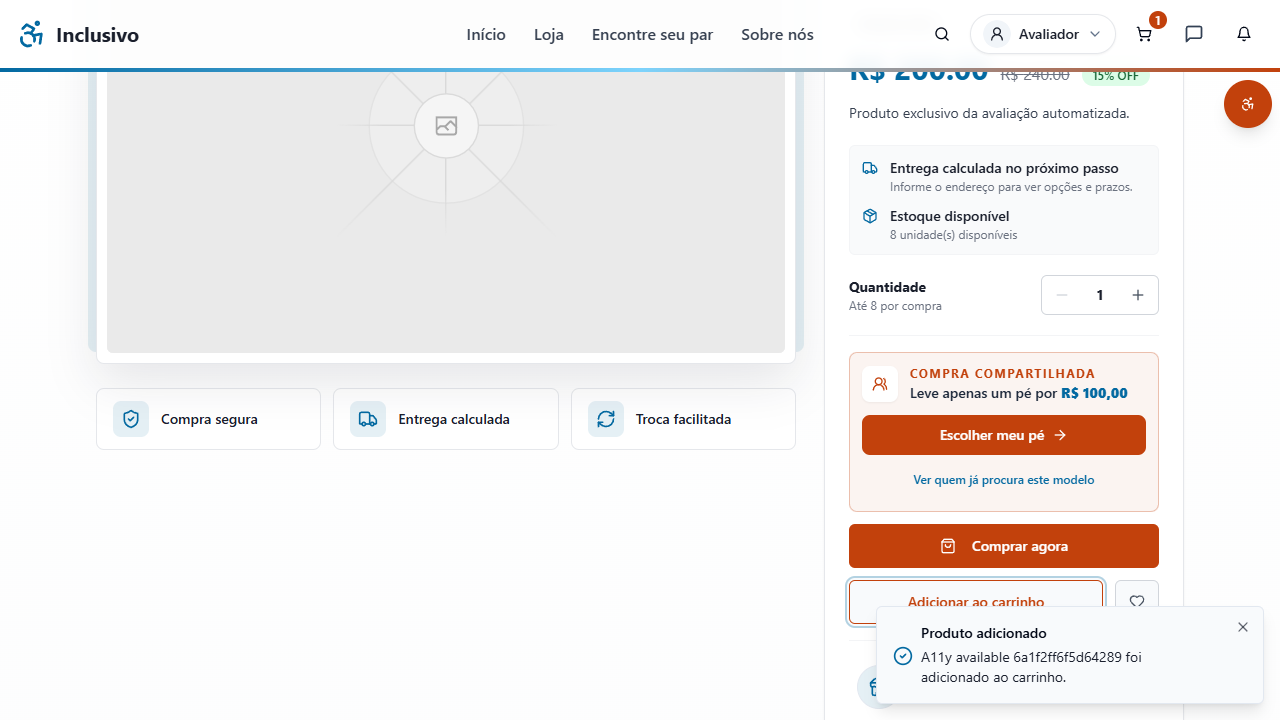 Inclusivo
Início
Loja
Encontre seu par
Sobre nós
Avaliador
1
R$ 200.00 R$ 240.00 15% OFF
Produto exclusivo da avaliação automatizada.
Entrega calculada no próximo passo
Informe o endereço para ver opções e prazos.
Estoque disponível
8 unidade(s) disponíveis
Quantidade
Até 8 por compra
1
COMPRA COMPARTILHADA
Leve apenas um pé por R$ 100,00
Escolher meu pé
Ver quem já procura este modelo
Compra segura
Entrega calculada
Troca facilitada
Comprar agora
Adicionar ao carrinho
Produto adicionado
A11y available 6a1f2ff6f5d64289 foi
adicionado ao carrinho.